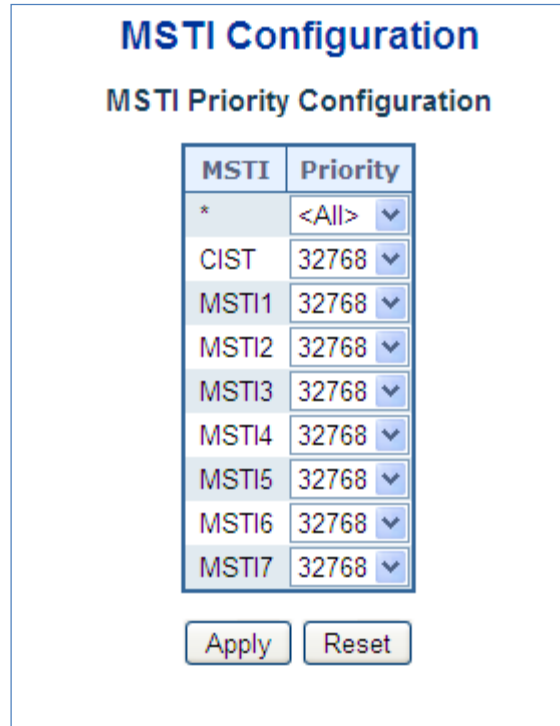 MSTI Configuration
MSTI Priority Configuration
MSTI Priority
* <All>
CIST 32768
MSTI1 32768
MSTI2 32768
MSTI3 32768
MSTI4 32768
MSTI5 32768
MSTI6 32768
MSTI7 32768
Apply Reset